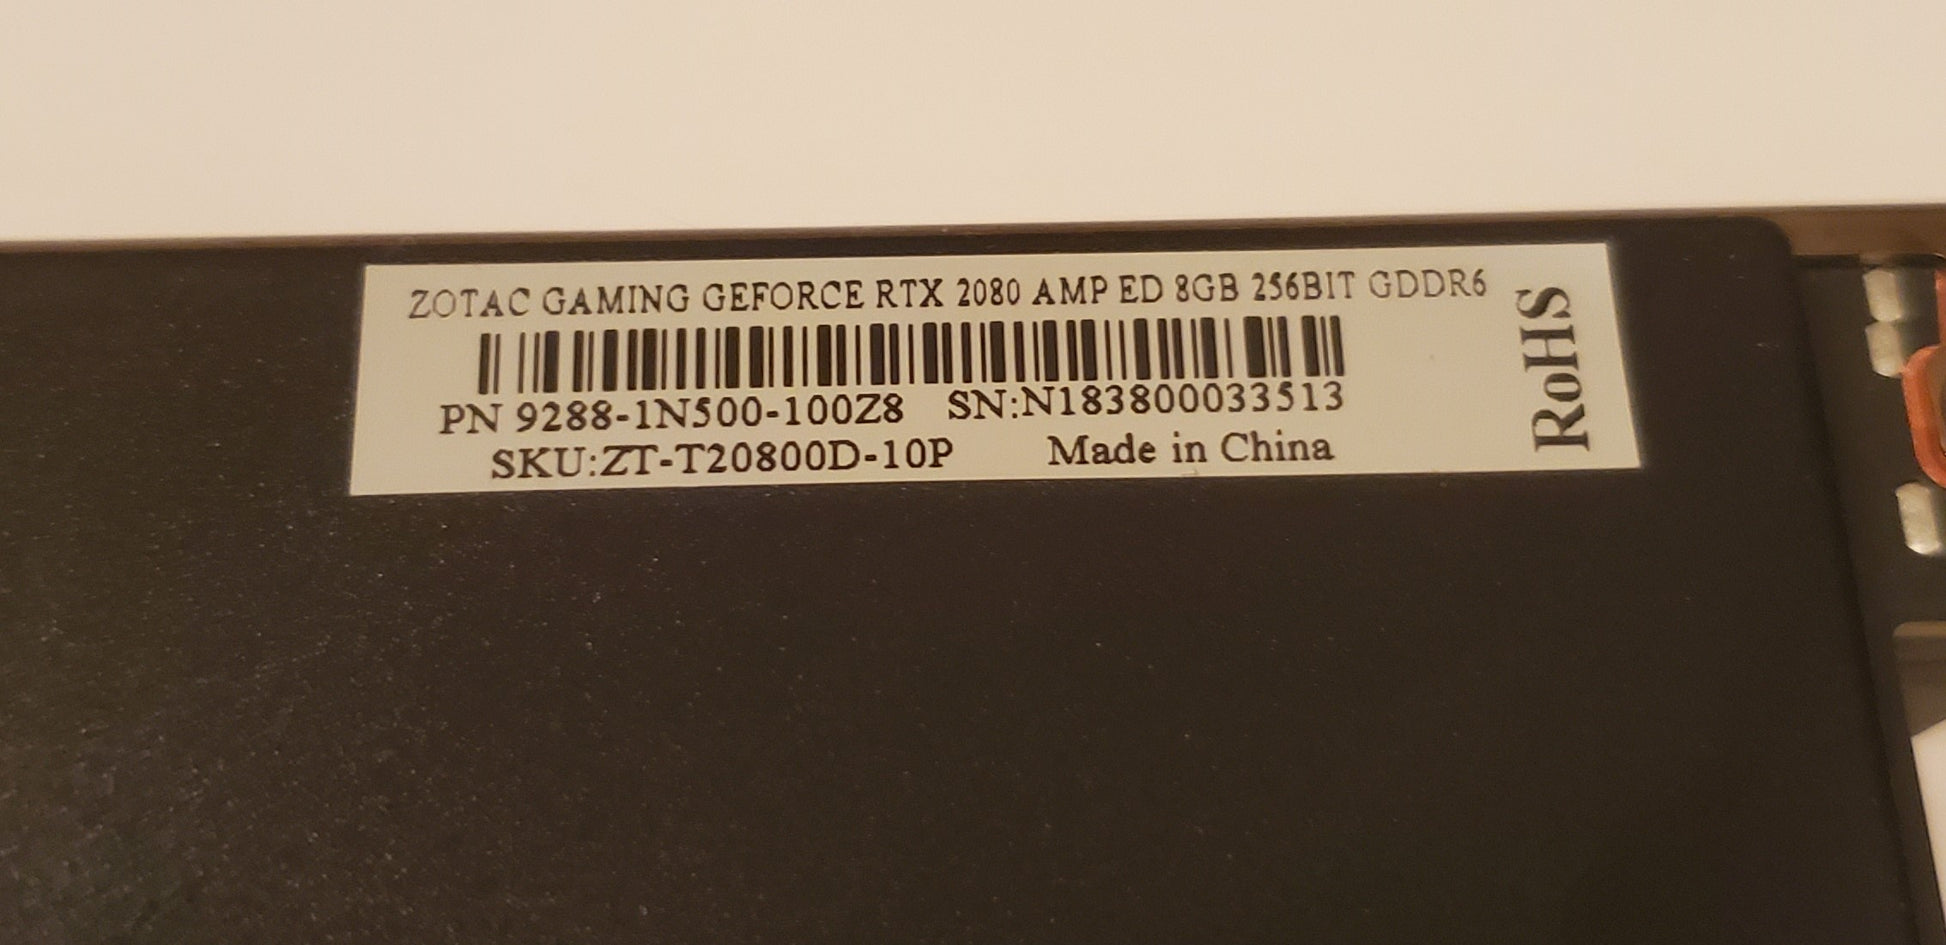 ZOTAC GAMING GEFORCE RTX 2080 AMP ED 8GB 256BIT GDDR6
PN 9288-1N500-100Z8 SN:N183800033513
SKU:ZT-T20800D-10P Made in China
RoHS